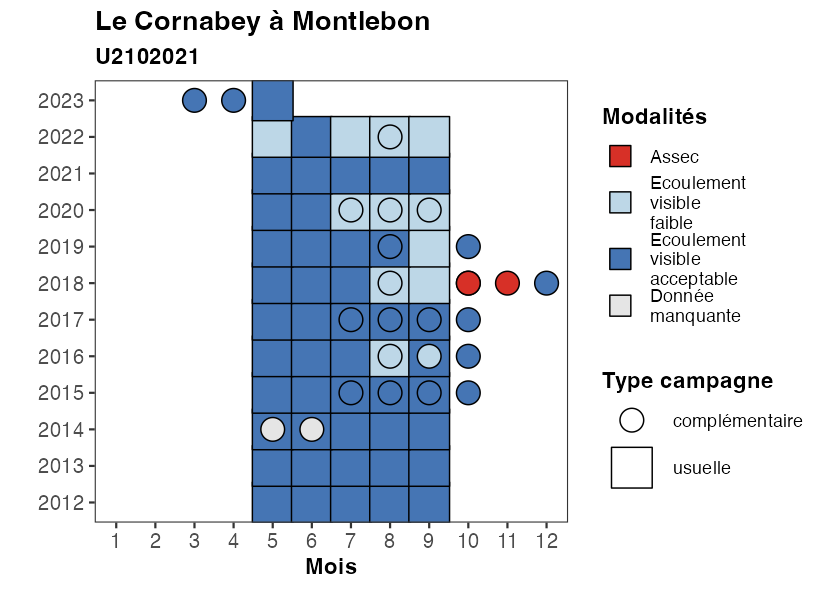 Le Cornabey à Montlebon
U2102021
2023
2022
2021
2020
2019
2018
2017
2016
2015
2014
2013
2012
1 2 3 4 5 6 7 8 9 10 11 12
Mois
Modalités
Assec
Ecoulement
visible
faible
Ecoulement
visible
acceptable
Donnée
manquante
Type campagne
complémentaire
usuelle